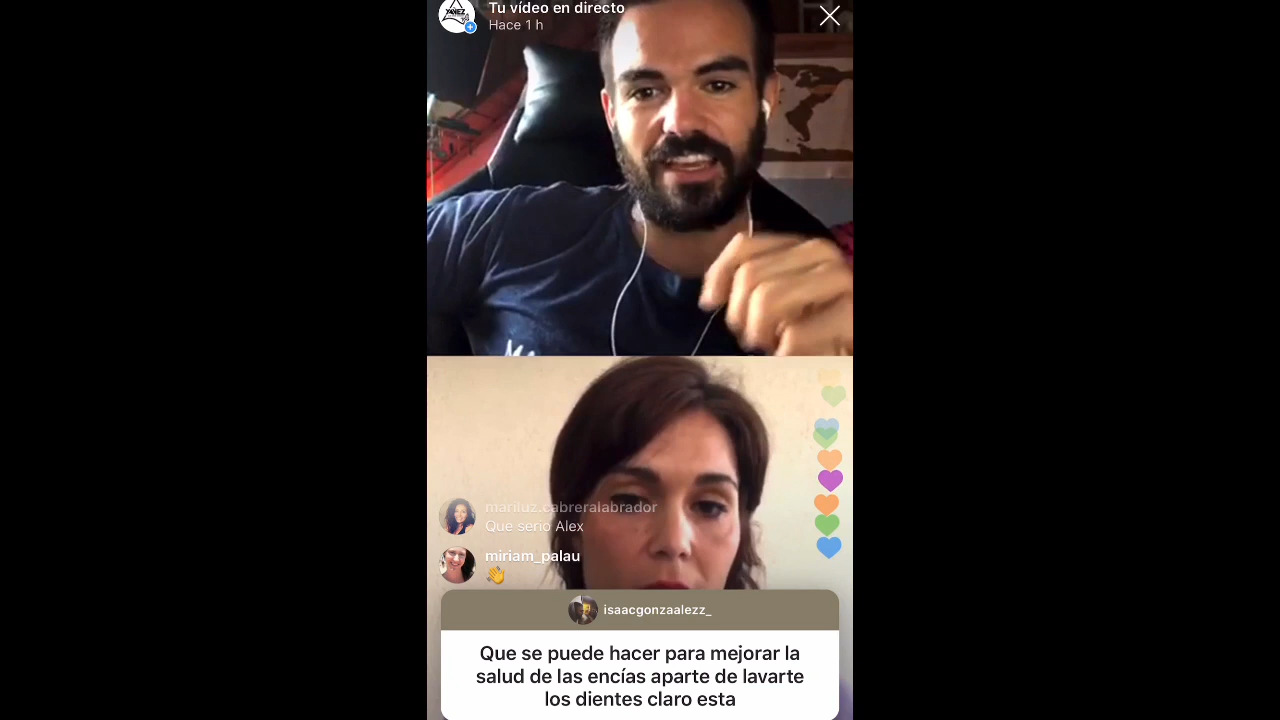 YAÑEZ
Tu vídeo en directo
Hace 1 h
mariluz.cabreralabrador
Que serio Alex
miriam_palau
isaacgonzaalezz_
Que se puede hacer para mejorar la
salud de las encías aparte de lavarte
los dientes claro esta